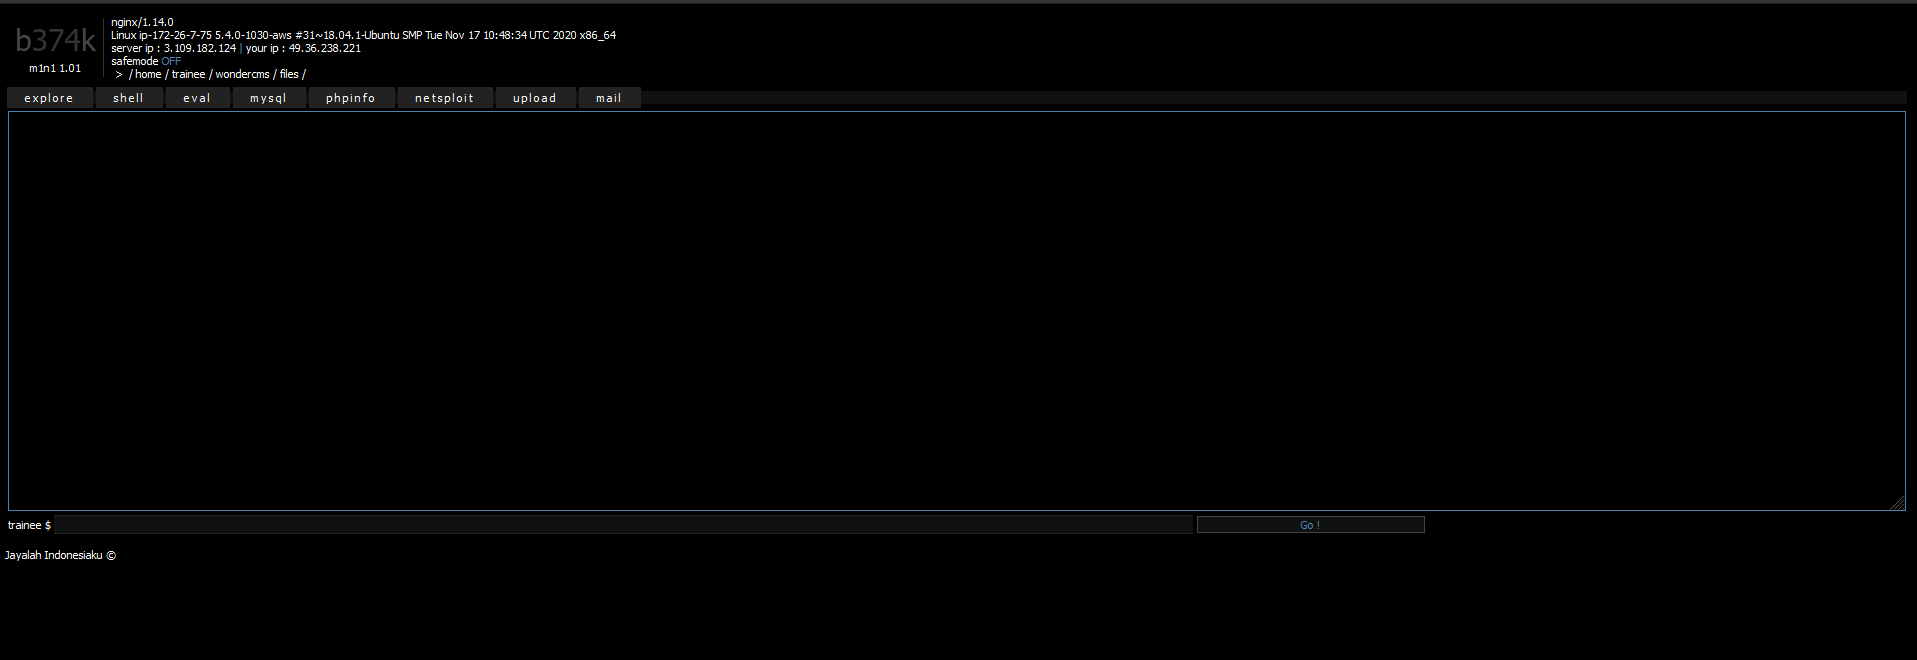 b374k
m1n1 1.01
nginx/1.14.0
Linux ip-172-26-7-75 5.4.0-1030-aws #31~18.04.1-Ubuntu SMP Tue Nov 17 10:48:34 UTC 2020 x86_64
server ip : 3.109.182.124 | your ip : 49.36.238.221
safemode OFF
> / home / trainee / wondercms / files /
explore shell eval mysql phpinfo netsploit upload mail
trainee $ Go !
Jayalah Indonesiaku ©